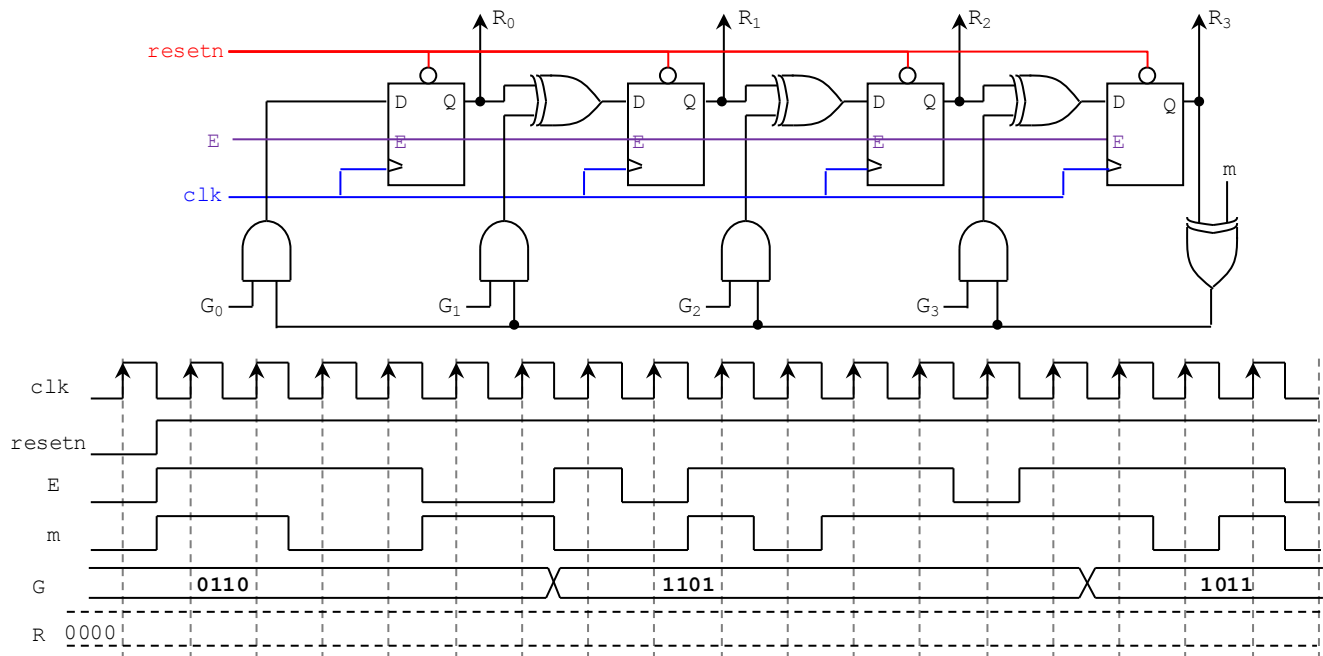 R0 R1 R2 R3
resetn
D Q D Q D Q D Q
E E E E E
m
clk
G0 G1 G2 G3
clk
resetn
E
m
G 0110 1101 1011
R 0000